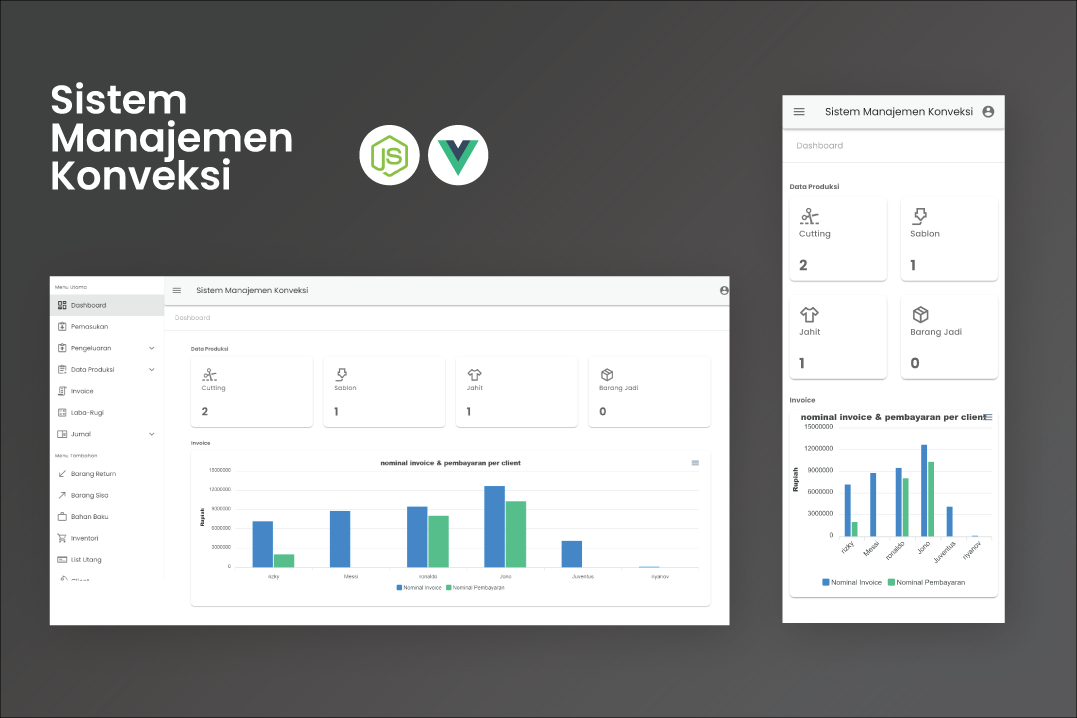 Sistem
Manajemen
Konveksi
JS
Menu Utama
Dashboard
Pemasukan
Pengeluaran
Data Produksi
Invoice
Laba-Rugi
Jurnal
Menu Tambahan
Barang Return
Barang Sisa
Bahan Baku
Inventori
List Utang
Sistem Manajemen Konveksi
Dashboard
Data Produksi
Cutting
2
Sablon
1
Jahit
1
Barang Jadi
0
Invoice
nominal invoice & pembayaran per client
15000000
12000000
9000000
6000000
3000000
0
Rupiah
rizky
Messi
ronaldo
Jono
Juventus
nyanov
Nominal Invoice
Nominal Pembayaran
Sistem Manajemen Konveksi
Dashboard
Data Produksi
Cutting
2
Sablon
1
Jahit
1
Barang Jadi
0
Invoice
nominal invoice & pembayaran per client
15000000
12000000
9000000
6000000
3000000
0
Rupiah
rizky
Messi
ronaldo
Jono
Juventus
nyanov
Nominal Invoice
Nominal Pembayaran